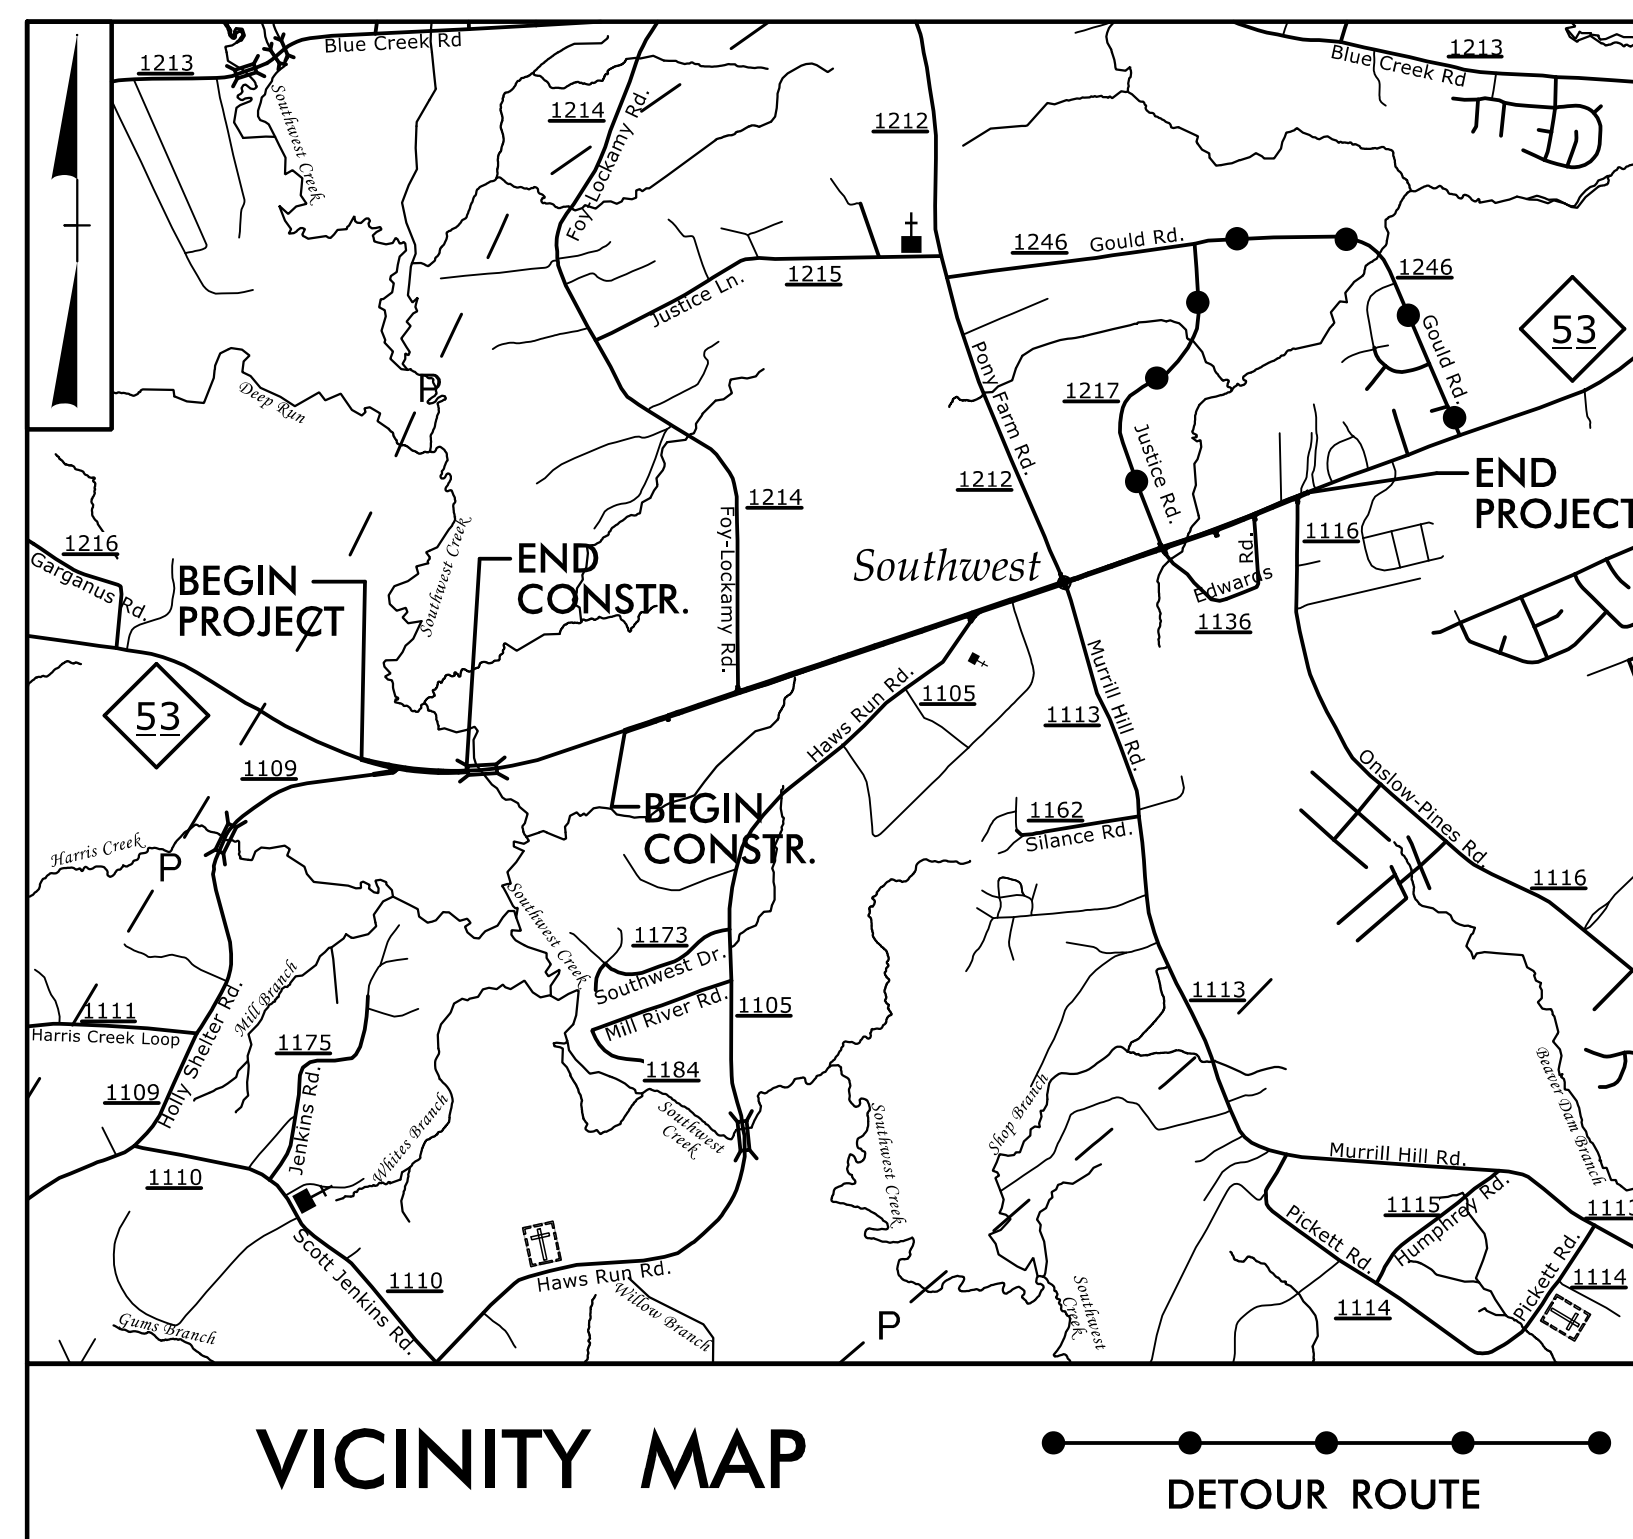 1213
Blue Creek Rd
1213
Blue Creek Rd
Southwest Creek
1214
Foy-Lockamy Rd.
1212
1246
Gould Rd.
1246
Gould Rd.
1215
Justice Ln.
53
Pony Farm Rd.
1217
Justice Rd.
P
Deep Run
1212
1214
Foy-Lockamy Rd.
END
PROJECT
1216
Garganus Rd.
Southwest Creek
BEGIN
PROJECT
END
CONSTR.
Southwest
1116
Edwards
Rd.
1136
53
1109
1105
Haws Run Rd.
1113
Murrill Hill Rd.
Onslow-Pines Rd.
BEGIN
CONSTR.
1162
Silance Rd.
Harris Creek
P
1116
Southwest Creek
1173
Southwest Dr.
Mill River Rd.
1105
1184
1113
Mill Branch
1111
Harris Creek Loop
1175
Jenkins Rd.
1109
Holly Shelter Rd.
Whites Branch
Southwest
Creek
Southwest Creek
Shop Branch
Beaver Dam Branch
1110
Murrill Hill Rd.
1115
Humphrey Rd.
1113
Pickett Rd.
Pickett Rd.
1114
1114
Scott Jenkins Rd.
1110
Haws Run Rd.
Willow Branch
Gums Branch
P
Southwest
Creek
VICINITY MAP
DETOUR ROUTE